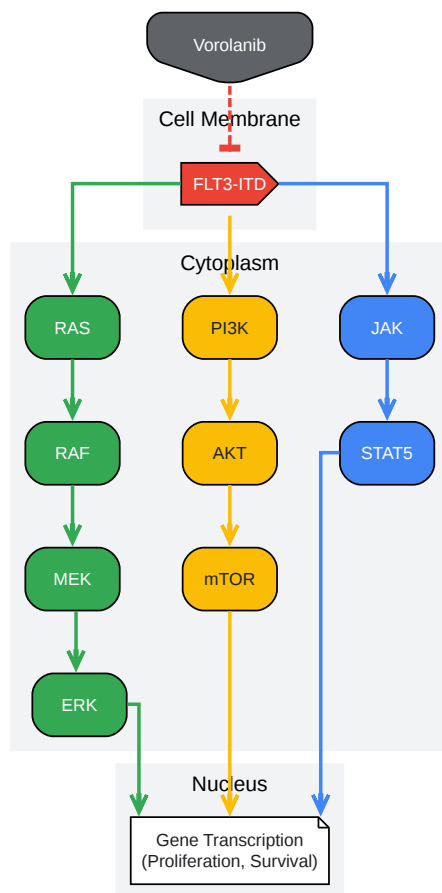 Vorolanib
Cell Membrane
FLT3-ITD
Cytoplasm
RAS
PI3K
JAK
RAF
AKT
STAT5
MEK
mTOR
ERK
Nucleus
Gene Transcription
(Proliferation, Survival)